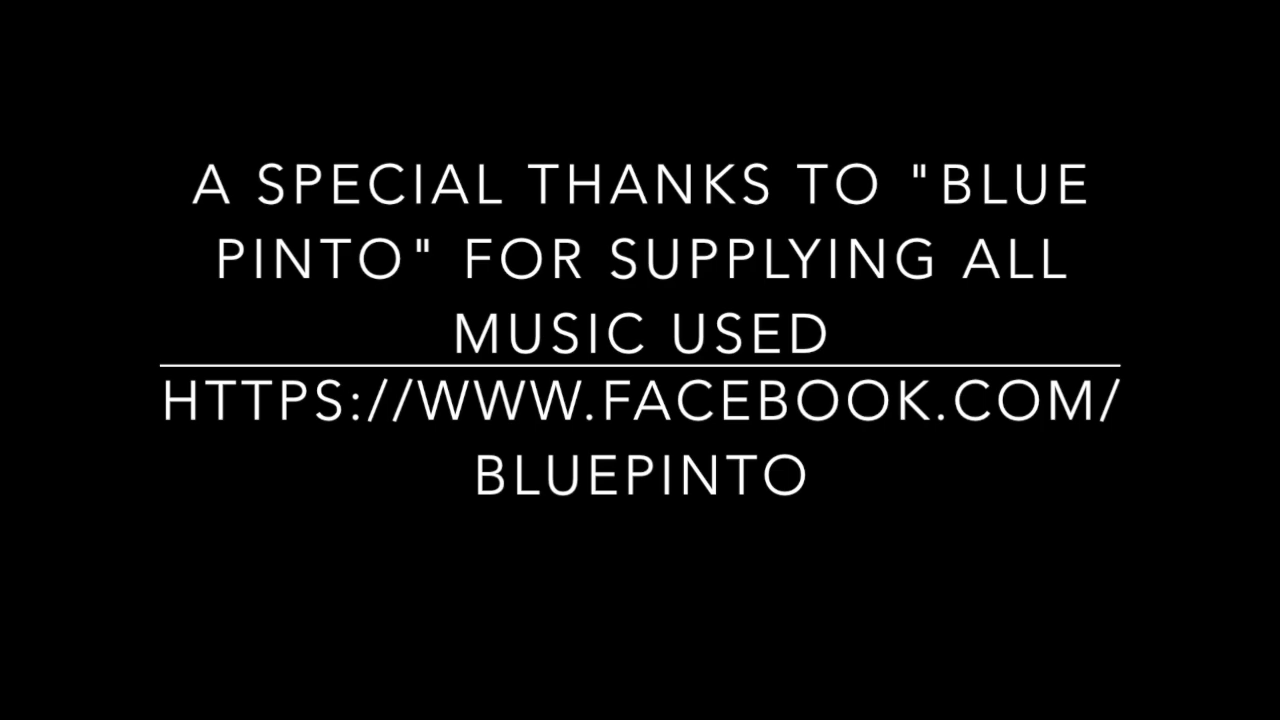 A SPECIAL THANKS TO "BLUE
PINTO" FOR SUPPLYING ALL
MUSIC USED
HTTPS://WWW.FACEBOOK.COM/
BLUEPINTO